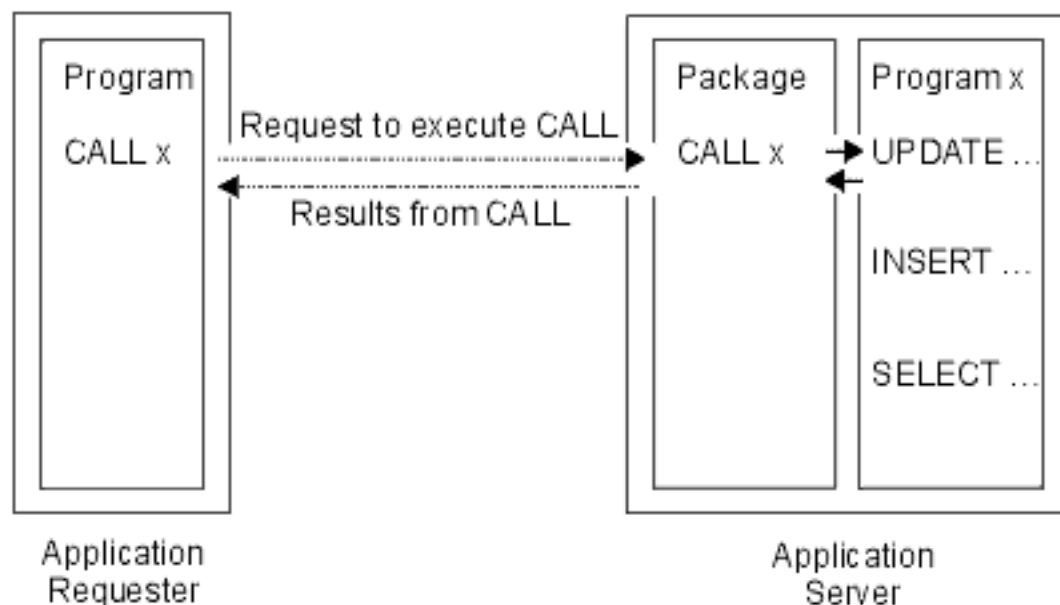 Program
CALL x
Request to execute CALL
Results from CALL
Package
CALL x
Program x
UPDATE ...
INSERT ...
SELECT ...
Application
Requester
Application
Server